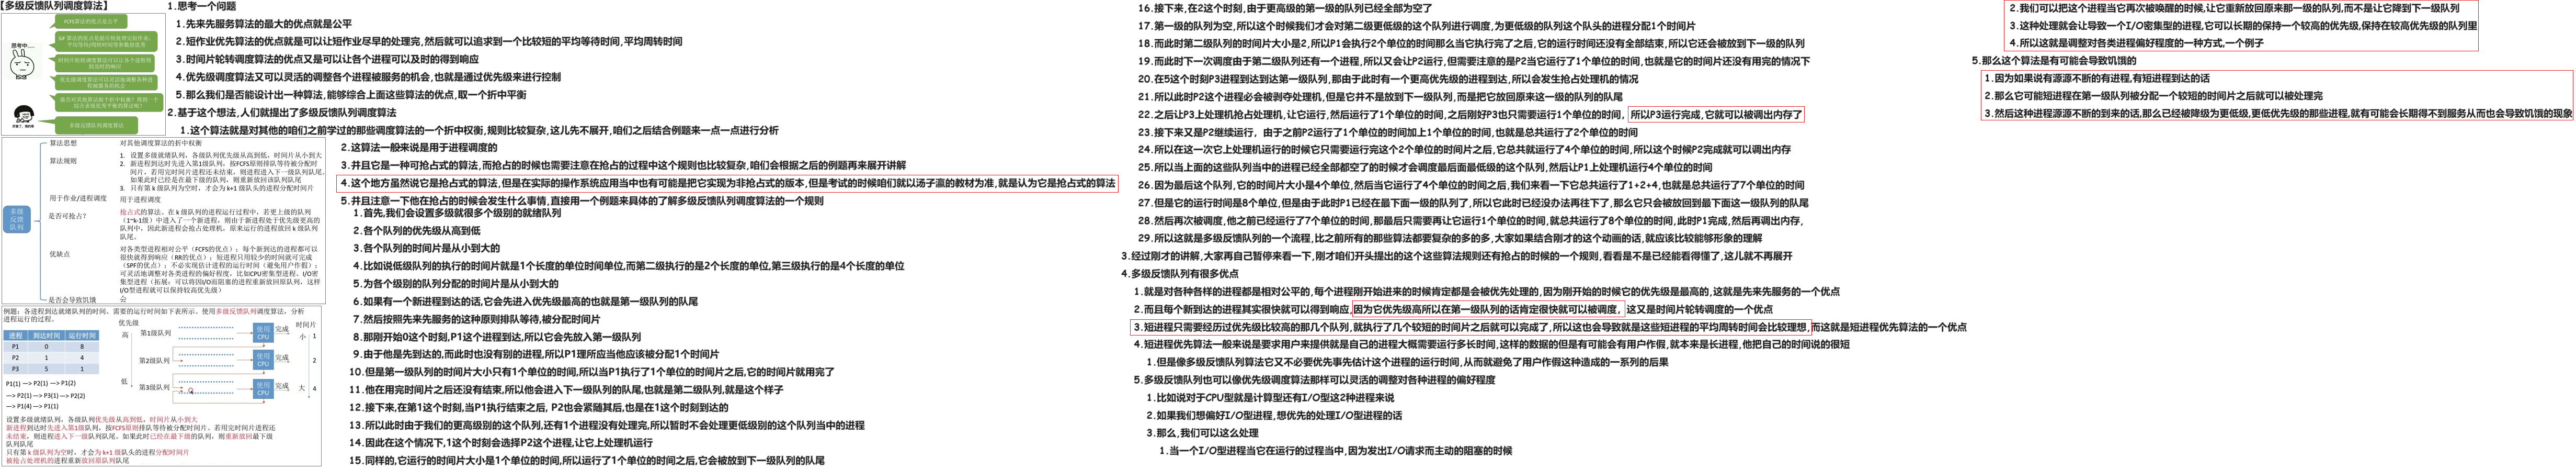 【多级反馈队列调度算法】
FCFS算法的优点是公平
SJF 算法的优点是能尽快处理完短作业,
平均等待/周转时间等参数很优秀
思考中....
时间片轮转调度算法可以让各个进程得到及时的响应
优先级调度算法可以灵活地调整各种进程被服务的机会
能否对其他算法做个折中权衡?得到一个综合表现优秀平衡的算法呢?
多级反馈队列调度算法
多级反馈队列
算法思想
对其他调度算法的折中权衡
算法规则
1. 设置多级就绪队列,各级队列优先级从高到低,时间片从小到大
2. 新进程到达时先进入第1级队列,按FCFS原则排队等待被分配时间片,若用完时间片进程还未结束,则进程进入下一级队列队尾。如果此时已经是在最下级的队列,则重新放回该队列队尾
3. 只有第 k 级队列为空时,才会为 k+1 级队头的进程分配时间片
用于作业/进程调度
用于进程调度
是否可抢占?
抢占式的算法。在 k 级队列的进程运行过程中,若更上级的队列
(1~k-1级)中进入了一个新进程,则由于新进程处于优先级更高的
队列中,因此新进程会抢占处理机,原来运行的进程放回 k 级队列
队尾。
优缺点
对各类型进程相对公平(FCFS的优点);每个新到达的进程都可以
很快就得到响应(RR的优点);短进程只用较少的时间就可完成
(SPF的优点);不必实现估计进程的运行时间(避免用户作假);
可灵活地调整对各类进程的偏好程度,比如CPU密集型进程、I/O密
集型进程(拓展:可以将因I/O而阻塞的进程重新放回原队列,这样
I/O型进程就可以保持较高优先级)
是否会导致饥饿
会
例题:各进程到达就绪队列的时间、需要的运行时间如下表所示。使用多级反馈队列调度算法,分析
进程运行的过程。
进程 到达时间 运行时间
P1 0 8
P2 1 4
P3 5 1
P1(1) —> P2(1) —> P1(2)
—> P2(1) —> P3(1) —> P2(2)
—> P1(4) —> P1(1)
优先级
高
低
第1级队列
第2级队列
第3级队列
使用CPU
完成
使用CPU
完成
使用CPU
完成
时间片
小
大
1
2
4
设置多级就绪队列,各级队列优先级从高到低,时间片从小到大
新进程到达时先进入第1级队列,按FCFS原则排队等待被分配时间片。若用完时间片进程还
未结束,则进程进入下一级队列队尾。如果此时已经在最下级的队列,则重新放回最下级
队列队尾
只有第 k 级队列为空时,才会为 k+1 级队头的进程分配时间片
被抢占处理机的进程重新放回原队列队尾
1.思考一个问题
1.先来先服务算法的最大的优点就是公平
2.短作业优先算法的优点就是可以让短作业尽早的处理完,然后就可以追求到一个比较短的平均等待时间,平均周转时间
3.时间片轮转调度算法的优点又是可以让各个进程可以及时的得到响应
4.优先级调度算法又可以灵活的调整各个进程被服务的机会,也就是通过优先级来进行控制
5.那么我们是否能设计出一种算法,能够综合上面这些算法的优点,取一个折中平衡
2.基于这个想法,人们就提出了多级反馈队列调度算法
1.这个算法就是对其他的咱们之前学过的那些调度算法的一个折中权衡,规则比较复杂,这儿先不展开,咱们之后结合例题来一点一点进行分析
2.这算法一般来说是用于进程调度的
3.并且它是一种可抢占式的算法,而抢占的时候也需要注意在抢占的过程中这个规则也比较复杂,咱们会根据之后的例题再来展开讲解
4.这个地方虽然说它是抢占式的算法,但是在实际的操作系统应用当中也有可能是把它实现为非抢占式的版本,但是考试的时候咱们就以汤子瀛的教材为准,就是认为它是抢占式的算法
5.并且注意一下他在抢占的时候会发生什么事情,直接用一个例题来具体的了解多级反馈队列调度算法的一个规则
1.首先,我们会设置多级就很多个级别的就绪队列
2.各个队列的优先级从高到低
3.各个队列的时间片是从小到大的
4.比如说低级队列的执行的时间片就是1个长度的单位时间单位,而第二级执行的是2个长度的单位,第三级执行的是4个长度的单位
5.为各个级别的队列分配的时间片是从小到大的
6.如果有一个新进程到达的话,它会先进入优先级最高的也就是第一级队列的队尾
7.然后按照先来先服务的这种原则排队等待,被分配时间片
8.那刚开始0这个时刻,P1这个进程到达,所以它会先放入第一级队列
9.由于他是先到达的,而此时也没有别的进程,所以P1理所应当他应该被分配1个时间片
10.但是第一级队列的时间片大小只有1个单位的时间,所以当P1执行了1个单位的时间片之后,它的时间片就用完了
11.他在用完时间片之后还没有结束,所以他会进入下一级队列的队尾,也就是第二级队列,就是这个样子
12.接下来,在第1这个时刻,当P1执行结束之后, P2也会紧随其后,也是在1这个时刻到达的
13.所以此时由于我们的更高级别的这个队列,还有1个进程没有处理完,所以暂时不会处理更低级别的这个队列当中的进程
14.因此在这个情况下,1这个时刻会选择P2这个进程,让它上处理机运行
15.同样的,它运行的时间片大小是1个单位的时间,所以运行了1个单位的时间之后,它会被放到下一级队列的队尾
16.接下来,在2这个时刻,由于更高级的第一级的队列已经全部为空了
17.第一级的队列为空,所以这个时候我们才会对第二级更低级的这个队列进行调度,为更低级的队列这个队头的进程分配1个时间片
18.而此时第二级队列的时间片大小是2,所以P1会执行2个单位的时间那么当它执行完了之后,它的运行时间还没有全部结束,所以它还会被放到下一级的队列
19.而此时下一次调度由于第二级队列还有一个进程,所以又会让P2运行,但需要注意的是P2当它运行了1个单位的时间,也就是它的时间片还没有用完的情况下
20.在5这个时刻P3进程到达到达第一级队列,那由于此时有一个更高优先级的进程到达,所以会发生抢占处理机的情况
21.所以此时P2这个进程必会被剥夺处理机,但是它并不是放到下一级队列,而是把它放回原来这一级的队列的队尾
22.之后让P3上处理机抢占处理机,让它运行,然后运行了1个单位的时间,之后刚好P3也只需要运行1个单位的时间, 所以P3运行完成,它就可以被调出内存了
23.接下来又是P2继续运行, 由于之前P2运行了1个单位的时间加上1个单位的时间,也就是总共运行了2个单位的时间
24.所以在这一次它上处理机运行的时候它只需要运行完这个2个单位的时间片之后,它总共就运行了4个单位的时间,所以这个时候P2完成就可以调出内存
25.所以当上面的这些队列当中的进程已经全部都空了的时候才会调度最后面最低级的这个队列,然后让P1上处理机运行4个单位的时间
26.因为最后这个队列,它的时间片大小是4个单位,然后当它运行了4个单位的时间之后,我们来看一下它总共运行了1+2+4,也就是总共运行了7个单位的时间
27.但是它的运行时间是8个单位,但是由于此时P1已经在最下面一级的队列了,所以它此时已经没办法再往下了,那么它只会被放回到最下面这一级队列的队尾
28.然后再次被调度,他之前已经运行了7个单位的时间,那最后只需要再让它运行1个单位的时间,就总共运行了8个单位的时间,此时P1完成,然后再调出内存,
29.所以这就是多级反馈队列的一个流程,比之前所有的那些算法都要复杂的多的多,大家如果结合刚才的这个动画的话,就应该比较能够形象的理解
3.经过刚才的讲解,大家再自己暂停来看一下,刚才咱们开头提出的这个这些算法规则还有抢占的时候的一个规则,看看是不是已经能看得懂了,这儿就不再展开
4.多级反馈队列有很多优点
1.就是对各种各样的进程都是相对公平的,每个进程刚开始进来的时候肯定都是会被优先处理的,因为刚开始的时候它的优先级是最高的,这就是先来先服务的一个优点
2.而且每个新到达的进程其实很快就可以得到响应,因为它优先级高所以在第一级队列的话肯定很快就可以被调度, 这又是时间片轮转调度的一个优点
3.短进程只需要经历过优先级比较高的那几个队列,就执行了几个较短的时间片之后就可以完成了,所以这也会导致就是这些短进程的平均周转时间会比较理想,而这就是短进程优先算法的一个优点
4.短进程优先算法一般来说是要求用户来提供就是自己的进程大概需要运行多长时间,这样的数据的但是有可能会有用户作假,就本来是长进程,他把自己的时间说的很短
1.但是像多级反馈队列算法它又不必要优先事先估计这个进程的运行时间,从而就避免了用户作假这种造成的一系列的后果
5.多级反馈队列也可以像优先级调度算法那样可以灵活的调整对各种进程的偏好程度
1.比如说对于CPU型就是计算型还有I/O型这2种进程来说
2.如果我们想偏好I/O型进程,想优先的处理I/O型进程的话
3.那么,我们可以这么处理
1.当一个I/O型进程当它在运行的过程当中,因为发出I/O请求而主动的阻塞的时候
2.我们可以把这个进程当它再次被唤醒的时候,让它重新放回原来那一级的队列,而不是让它降到下一级队列
3.这种处理就会让导致一个I/O密集型的进程,它可以长期的保持一个较高的优先级,保持在较高优先级的队列里
4.所以这就是调整对各类进程偏好程度的一种方式,一个例子
5.那么这个算法是有可能会导致饥饿的
1.因为如果说有源源不断的有进程,有短进程到达的话
2.那么它可能短进程在第一级队列被分配一个较短的时间片之后就可以被处理完
3.然后这种进程源源不断的到来的话,那么已经被降级为更低级,更低优先级的那些进程,就有可能会长期得不到服务从而也会导致饥饿的现象